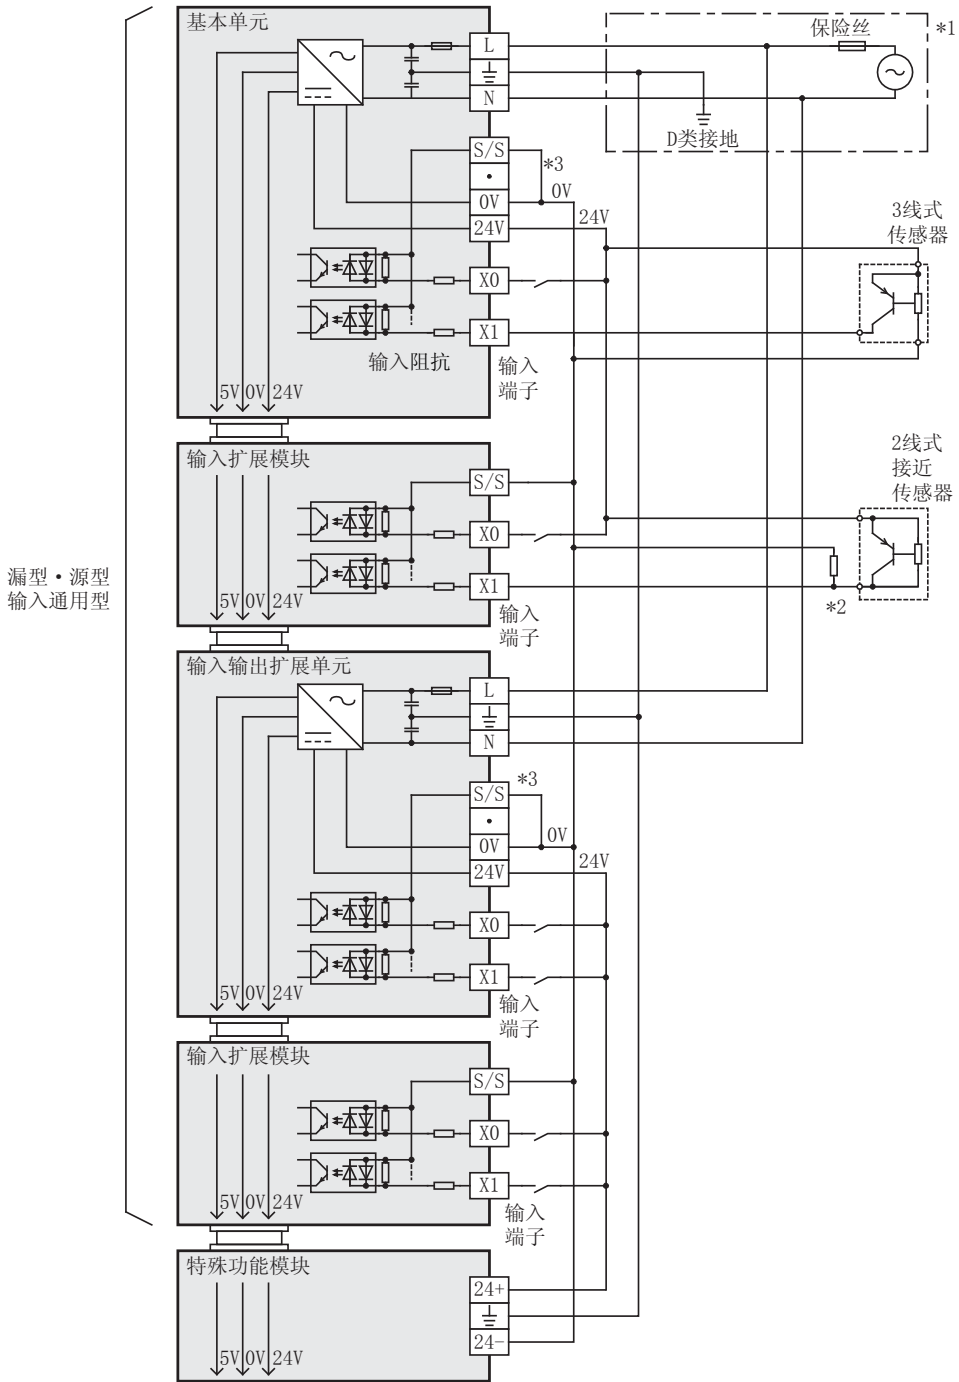 基本单元
L
N
S/S
•
0V
24V
X0
X1
输入阻抗
输入
端子
5V 0V 24V
*3
0V
24V
保险丝
*1
D类接地
3线式
传感器
输入扩展模块
S/S
X0
X1
输入
端子
5V 0V 24V
2线式
接近
传感器
*2
漏型・源型
输入通用型
输入输出扩展单元
L
N
S/S
•
0V
24V
X0
X1
*3
0V
24V
输入
端子
5V 0V 24V
输入扩展模块
S/S
X0
X1
输入
端子
5V 0V 24V
特殊功能模块
24+
24-
5V 0V 24V